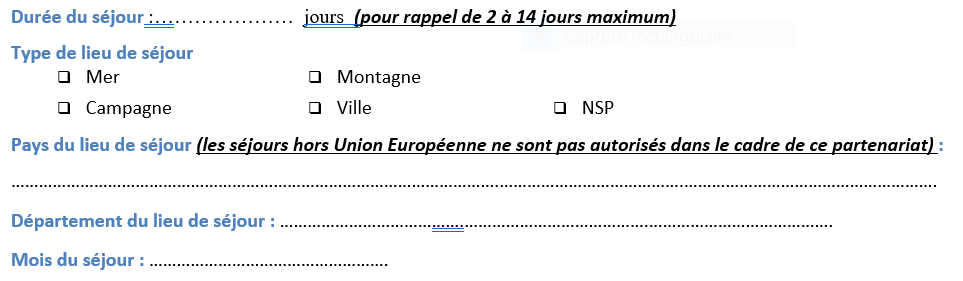 Durée du séjour :...………………. jours (pour rappel de 2 à 14 jours maximum)
Capture rectangulaire
Type de lieu de séjour
❑ Mer ❑ Montagne
❑ Campagne ❑ Ville ❑ NSP
Pays du lieu de séjour (les séjours hors Union Européenne ne sont pas autorisés dans le cadre de ce partenariat) :
……………………………………………………………………………………………………………………………………………………………………………………
Département du lieu de séjour : ……………………………………………………………………………………………………………
Mois du séjour : …………………………………………….